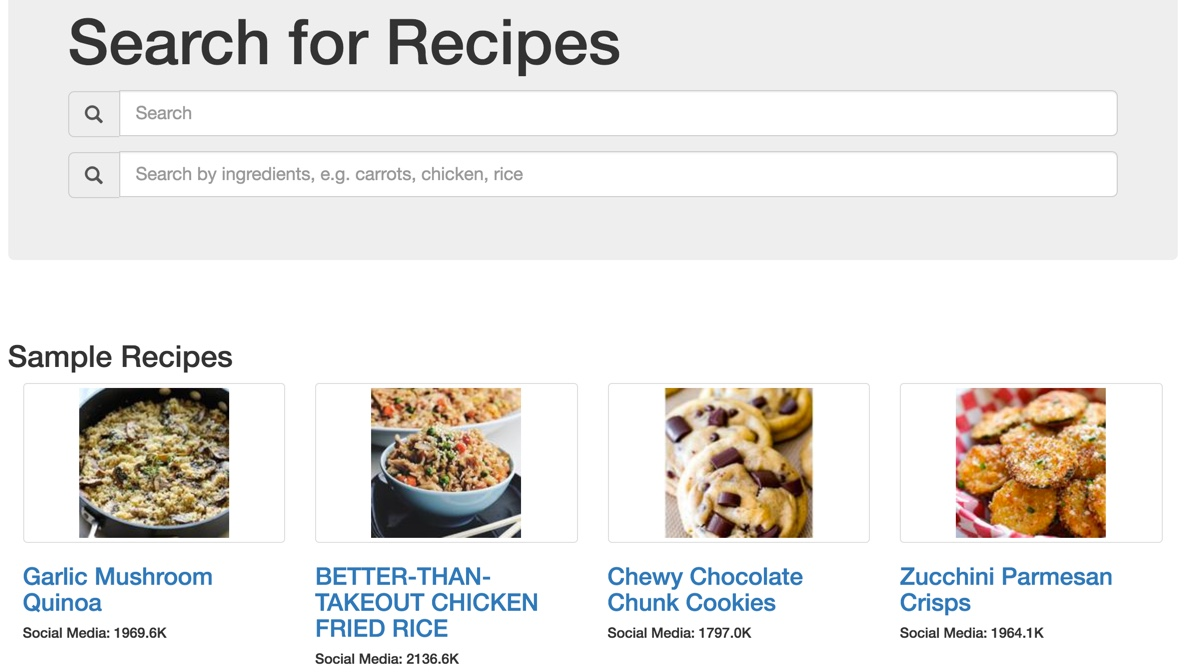 Search for Recipes
Search
Search by ingredients, e.g. carrots, chicken, rice
Sample Recipes
Garlic Mushroom
Quinoa
Social Media: 1969.6K
BETTER-THAN-
TAKEOUT CHICKEN
FRIED RICE
Social Media: 2136.6K
Chewy Chocolate
Chunk Cookies
Social Media: 1797.0K
Zucchini Parmesan
Crisps
Social Media: 1964.1K